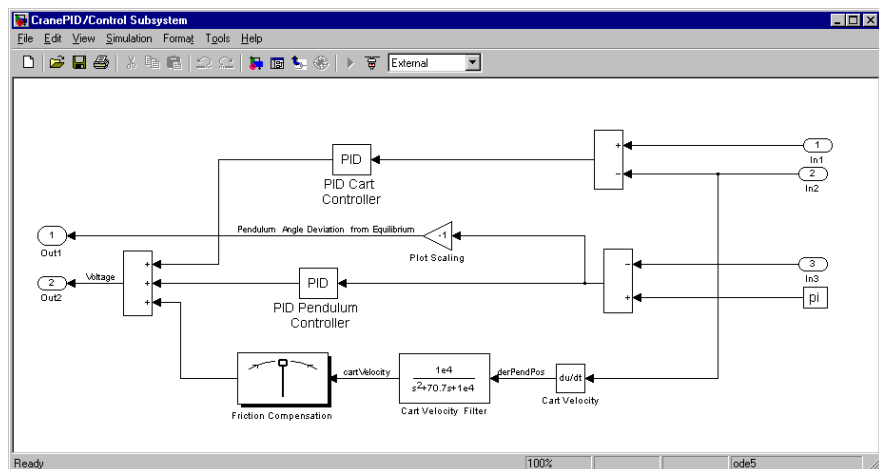 CranePID/Control Subsystem
File Edit View Simulation Format Tools Help
External
PID
PID Cart
Controller
+
-
1
In1
2
In2
1
Out1
Pendulum Angle Deviation from Equilibrium
-1
Plot Scaling
2
Out2
Voltage
+
+
+
PID
PID Pendulum
Controller
-
+
3
In3
pi
Friction Compensation
cartVelocity
1e4
s²+70.7s+1e4
Cart Velocity Filter
derPendPos
du/dt
Cart Velocity
Ready 100% ode5